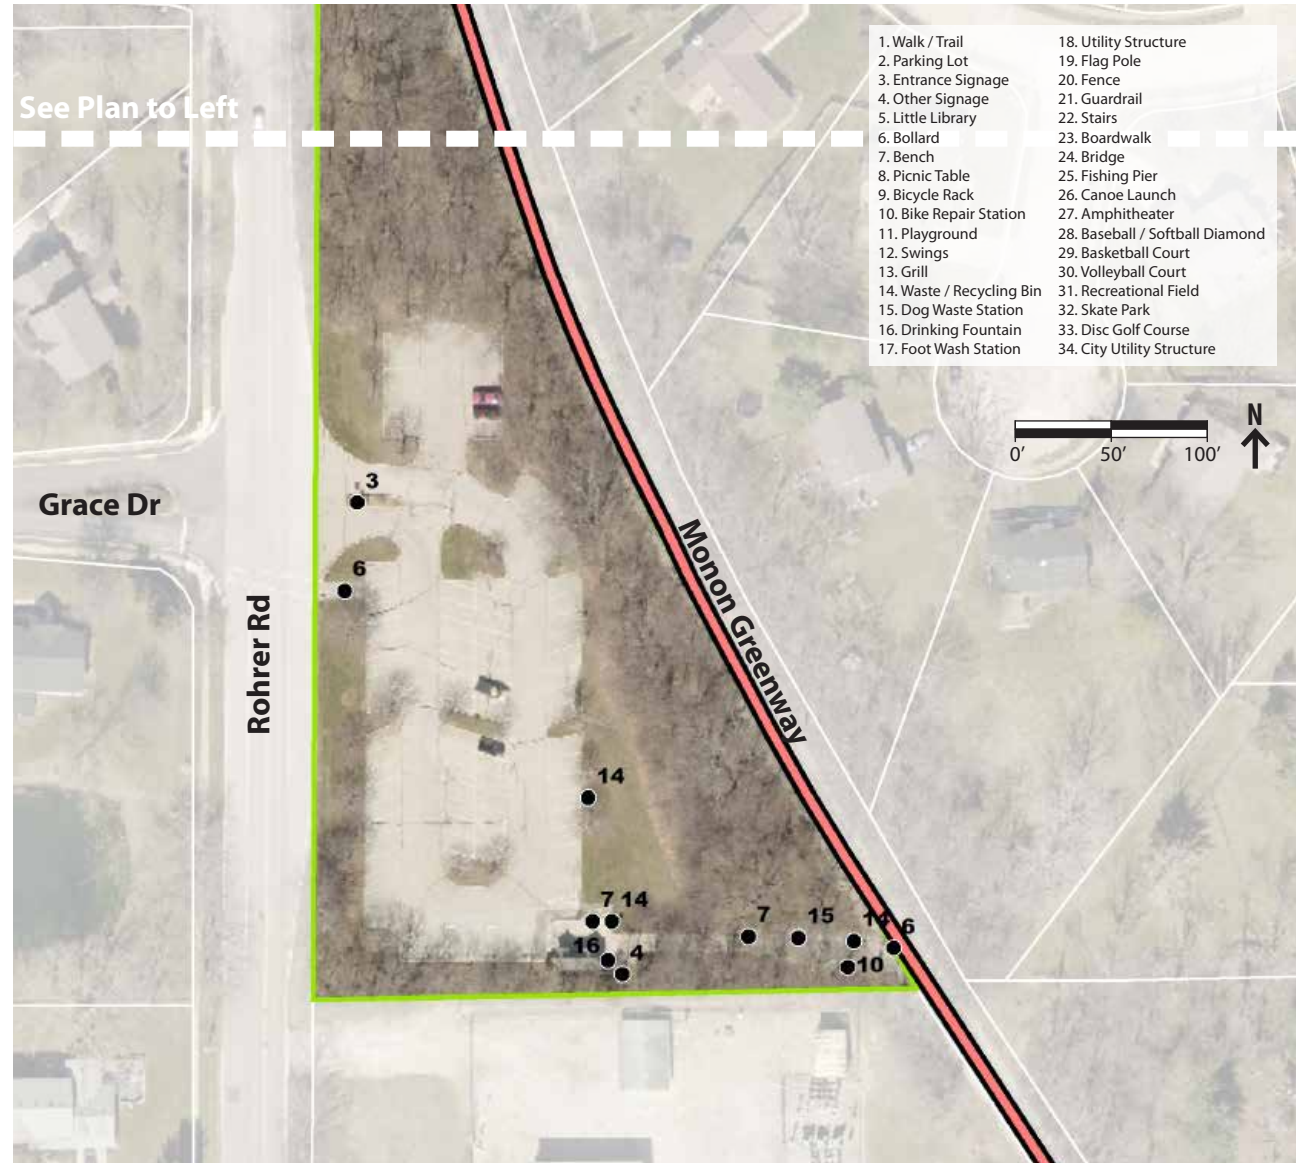 See Plan to Left
1. Walk / Trail
2. Parking Lot
3. Entrance Signage
4. Other Signage
5. Little Library
6. Bollard
7. Bench
8. Picnic Table
9. Bicycle Rack
10. Bike Repair Station
11. Playground
12. Swings
13. Grill
14. Waste / Recycling Bin
15. Dog Waste Station
16. Drinking Fountain
17. Foot Wash Station
18. Utility Structure
19. Flag Pole
20. Fence
21. Guardrail
22. Stairs
23. Boardwalk
24. Bridge
25. Fishing Pier
26. Canoe Launch
27. Amphitheater
28. Baseball / Softball Diamond
29. Basketball Court
30. Volleyball Court
31. Recreational Field
32. Skate Park
33. Disc Golf Course
34. City Utility Structure
N
0' 50' 100'
3
Grace Dr
6
Rohrer Rd
Monon Greenway
14
7 14
7
15
14
6
16
4
10